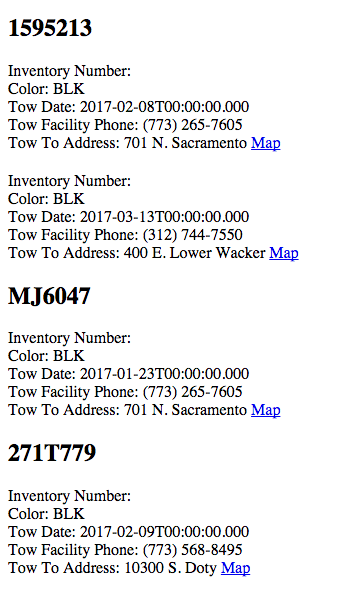 1595213
Inventory Number:
Color: BLK
Tow Date: 2017-02-08T00:00:00.000
Tow Facility Phone: (773) 265-7605
Tow To Address: 701 N. Sacramento Map
Inventory Number:
Color: BLK
Tow Date: 2017-03-13T00:00:00.000
Tow Facility Phone: (312) 744-7550
Tow To Address: 400 E. Lower Wacker Map
MJ6047
Inventory Number:
Color: BLK
Tow Date: 2017-01-23T00:00:00.000
Tow Facility Phone: (773) 265-7605
Tow To Address: 701 N. Sacramento Map
271T779
Inventory Number:
Color: BLK
Tow Date: 2017-02-09T00:00:00.000
Tow Facility Phone: (773) 568-8495
Tow To Address: 10300 S. Doty Map